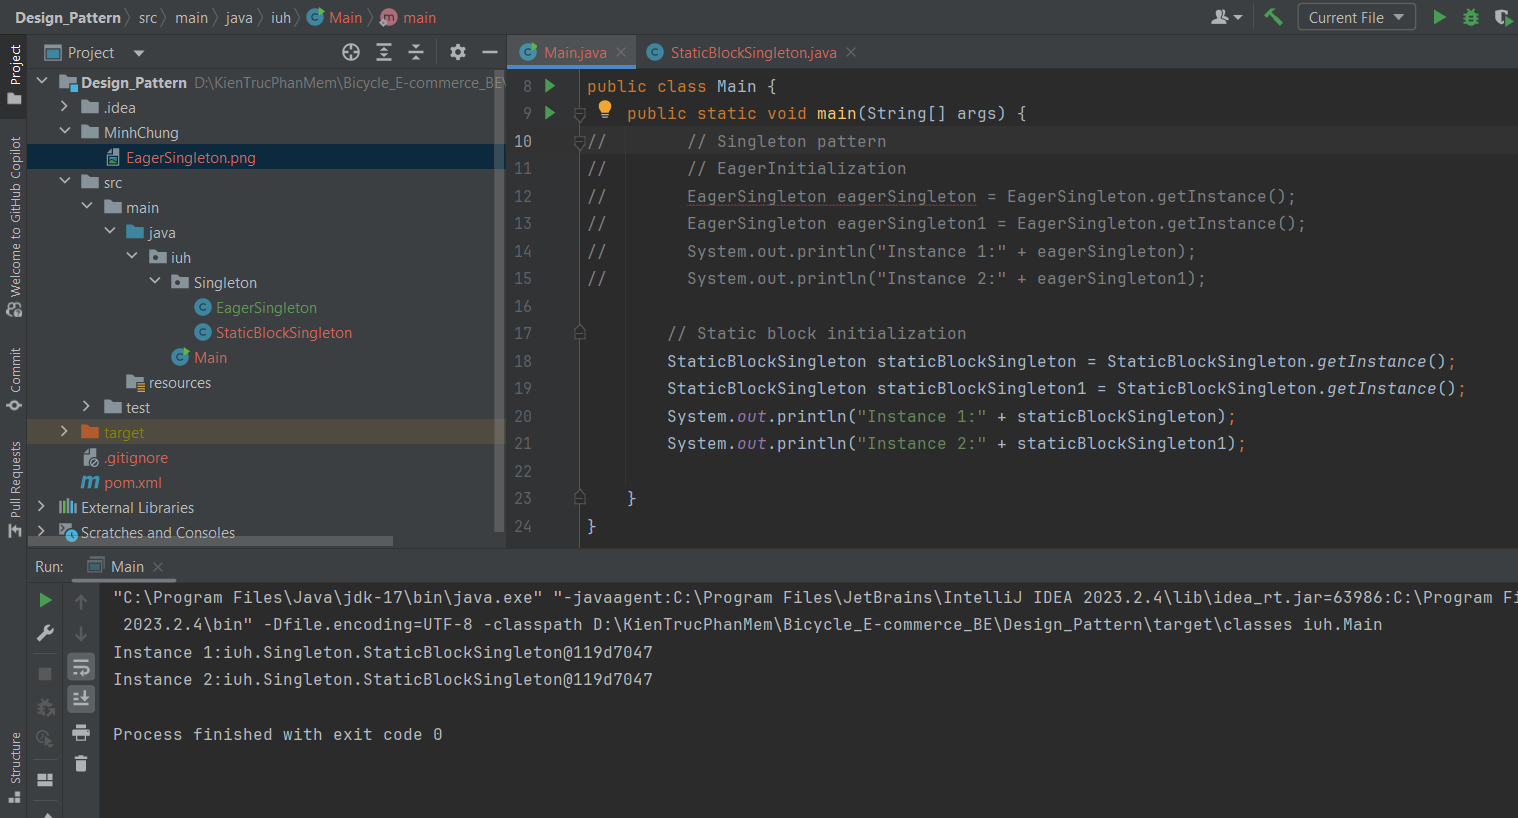 Design_Pattern src main java iuh Main main
Current File
Project
Main.java
StaticBlockSingleton.java
Project
Welcome to GitHub Copilot
Commit
Pull Requests
Structure
Design_Pattern D:\KienTrucPhanMem\Bicycle_E-commerce_BE\
.idea
MinhChung
EagerSingleton.png
src
main
java
iuh
Singleton
EagerSingleton
StaticBlockSingleton
Main
resources
test
target
.gitignore
pom.xml
External Libraries
Scratches and Consoles
8 public class Main {
9 public static void main(String[] args) {
10 // // Singleton pattern
11 // // EagerInitialization
12 // EagerSingleton eagerSingleton = EagerSingleton.getInstance();
13 // EagerSingleton eagerSingleton1 = EagerSingleton.getInstance();
14 // System.out.println("Instance 1:" + eagerSingleton);
15 // System.out.println("Instance 2:" + eagerSingleton1);
16
17 // Static block initialization
18 StaticBlockSingleton staticBlockSingleton = StaticBlockSingleton.getInstance();
19 StaticBlockSingleton staticBlockSingleton1 = StaticBlockSingleton.getInstance();
20 System.out.println("Instance 1:" + staticBlockSingleton);
21 System.out.println("Instance 2:" + staticBlockSingleton1);
22
23 }
24 }
Run: Main
"C:\Program Files\Java\jdk-17\bin\java.exe" "-javaagent:C:\Program Files\JetBrains\IntelliJ IDEA 2023.2.4\lib\idea_rt.jar=63986:C:\Program Fi
2023.2.4\bin" -Dfile.encoding=UTF-8 -classpath D:\KienTrucPhanMem\Bicycle_E-commerce_BE\Design_Pattern\target\classes iuh.Main
Instance 1:iuh.Singleton.StaticBlockSingleton@119d7047
Instance 2:iuh.Singleton.StaticBlockSingleton@119d7047
Process finished with exit code 0